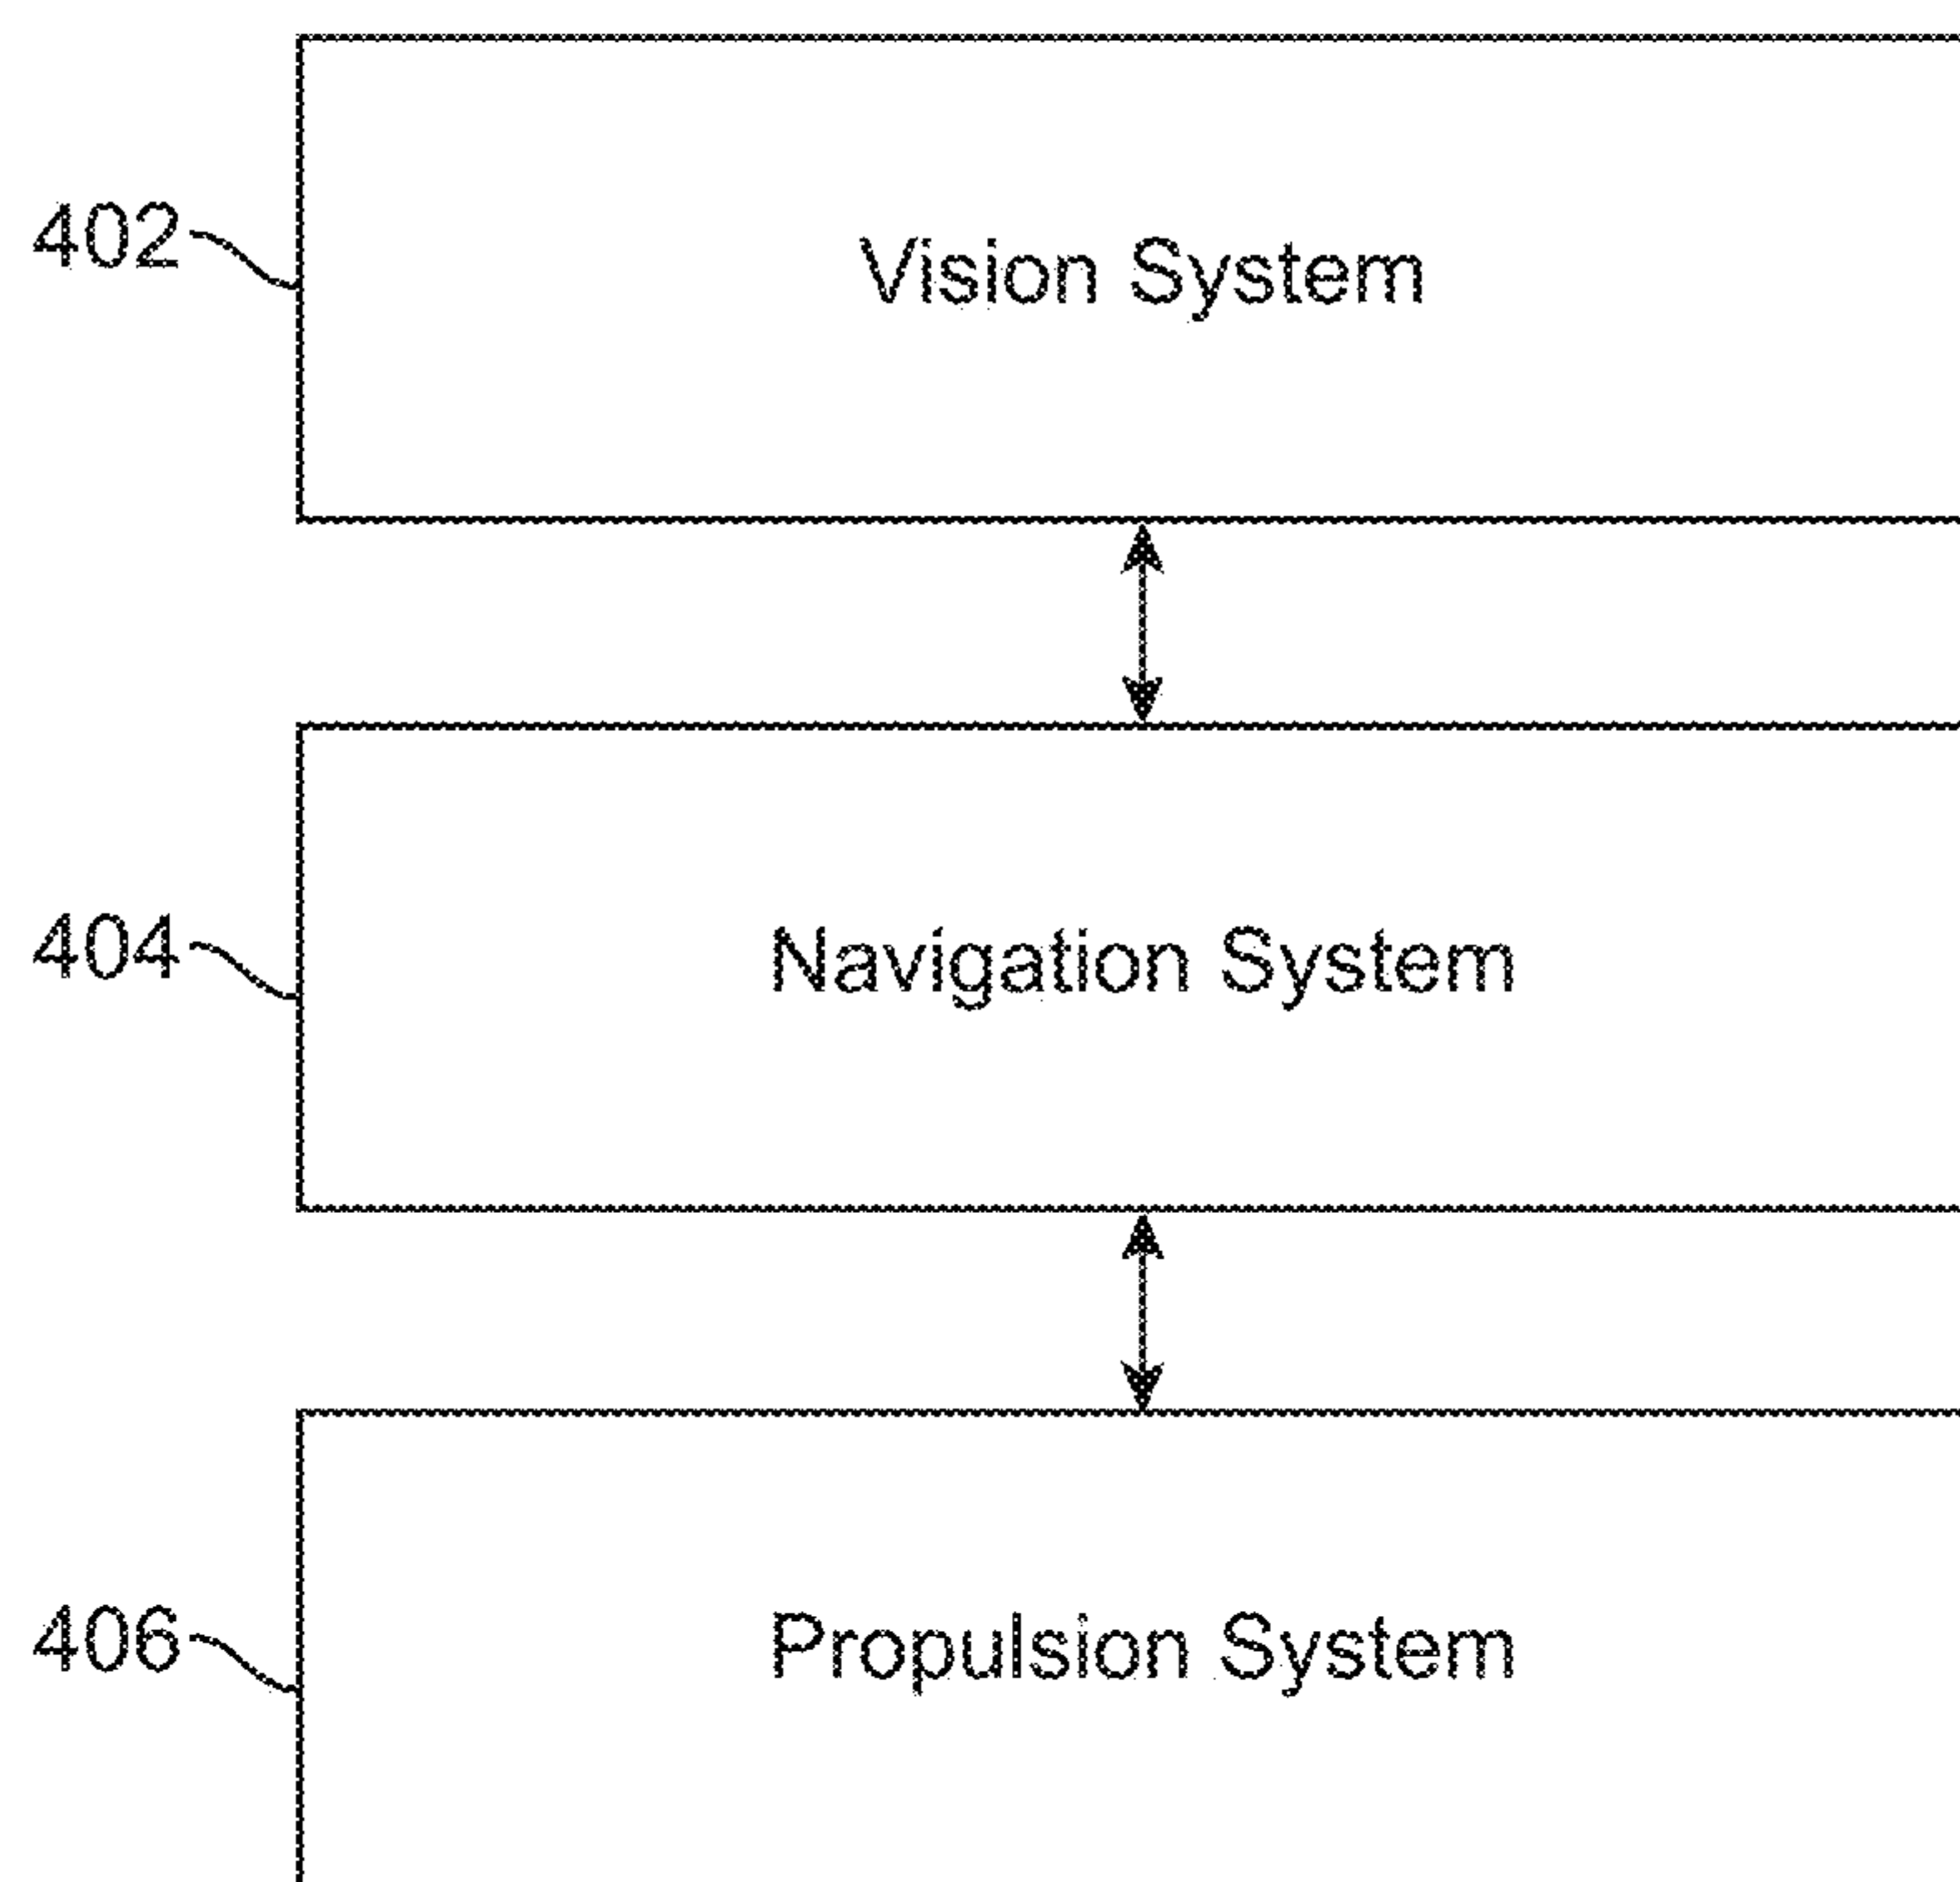 402
Vision System
404
Navigation System
406
Propulsion System